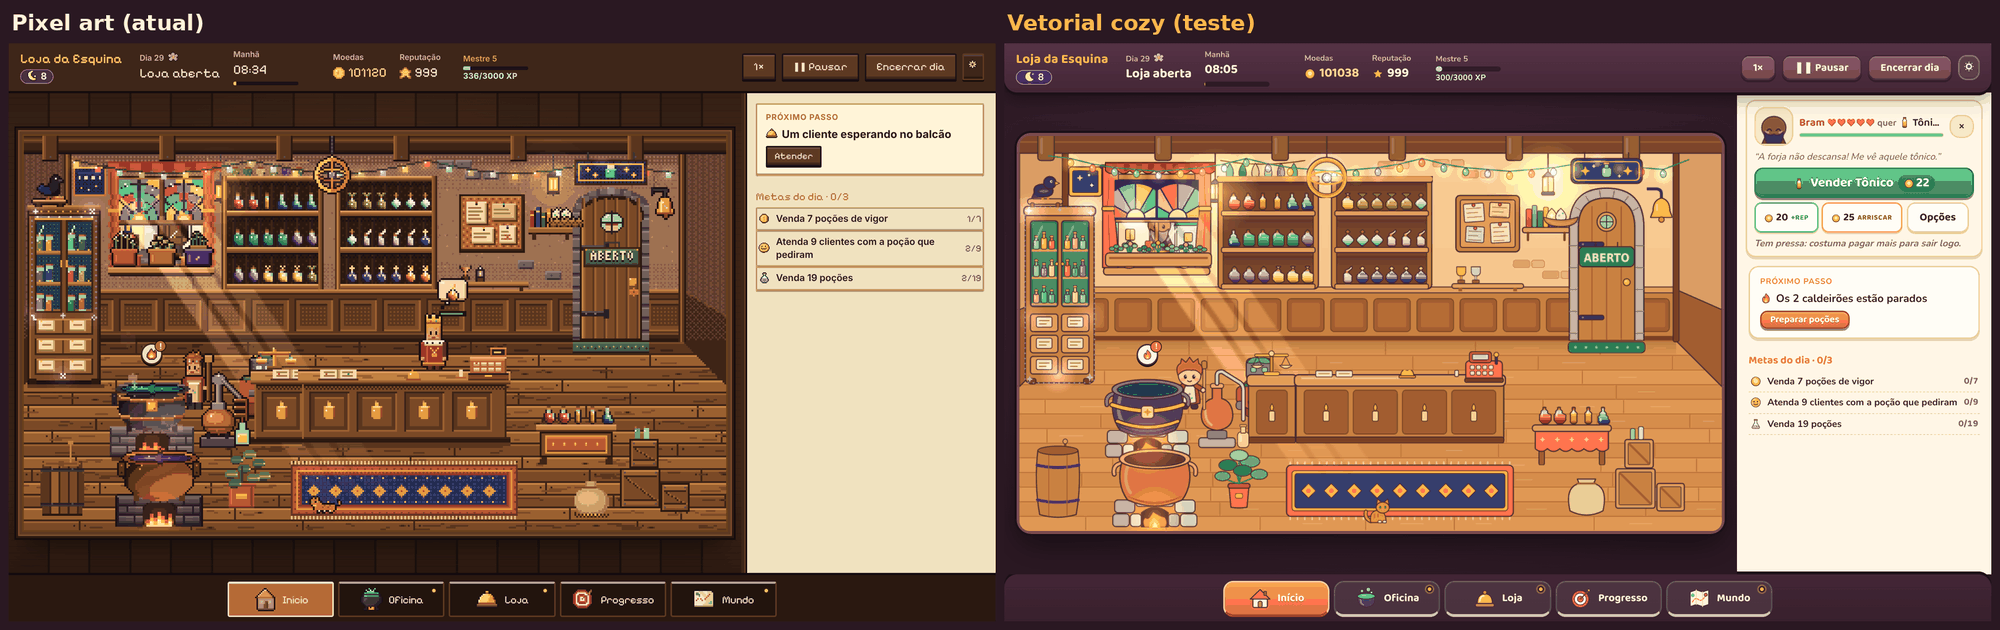 Pixel art (atual)
Loja da Esquina
8
Dia 29
Loja aberta
Manhã
08:34
Moedas
101120
Reputação
999
Mestre 5
336/3000 XP
1×
Pausar
Encerrar dia
PRÓXIMO PASSO
Um cliente esperando no balcão
Atender
Metas do dia · 0/3
Venda 7 poções de vigor 1/7
Atenda 9 clientes com a poção que
pediram 2/9
Venda 19 poções 2/19
ABERTO
Início
Oficina
Loja
Progresso
Mundo
Vetorial cozy (teste)
Loja da Esquina
8
Dia 29
Loja aberta
Manhã
08:05
Moedas
101038
Reputação
999
Mestre 5
300/3000 XP
1×
Pausar
Encerrar dia
Bram quer Tôni...
×
"A forja não descansa! Me vê aquele tônico."
Vender Tônico 22
20 +REP
25 ARRISCAR
Opções
Tem pressa: costuma pagar mais para sair logo.
PRÓXIMO PASSO
Os 2 caldeirões estão parados
Preparar poções
Metas do dia · 0/3
Venda 7 poções de vigor 0/7
Atenda 9 clientes com a poção que pediram 0/9
Venda 19 poções 0/19
ABERTO
Início
Oficina
Loja
Progresso
Mundo